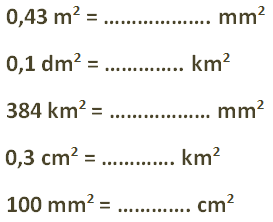 0,43 m² = .................... mm²
0,1 dm² = .............. km²
384 km² = .................. mm²
0,3 cm² = ............. km²
100 mm² = ............. cm²